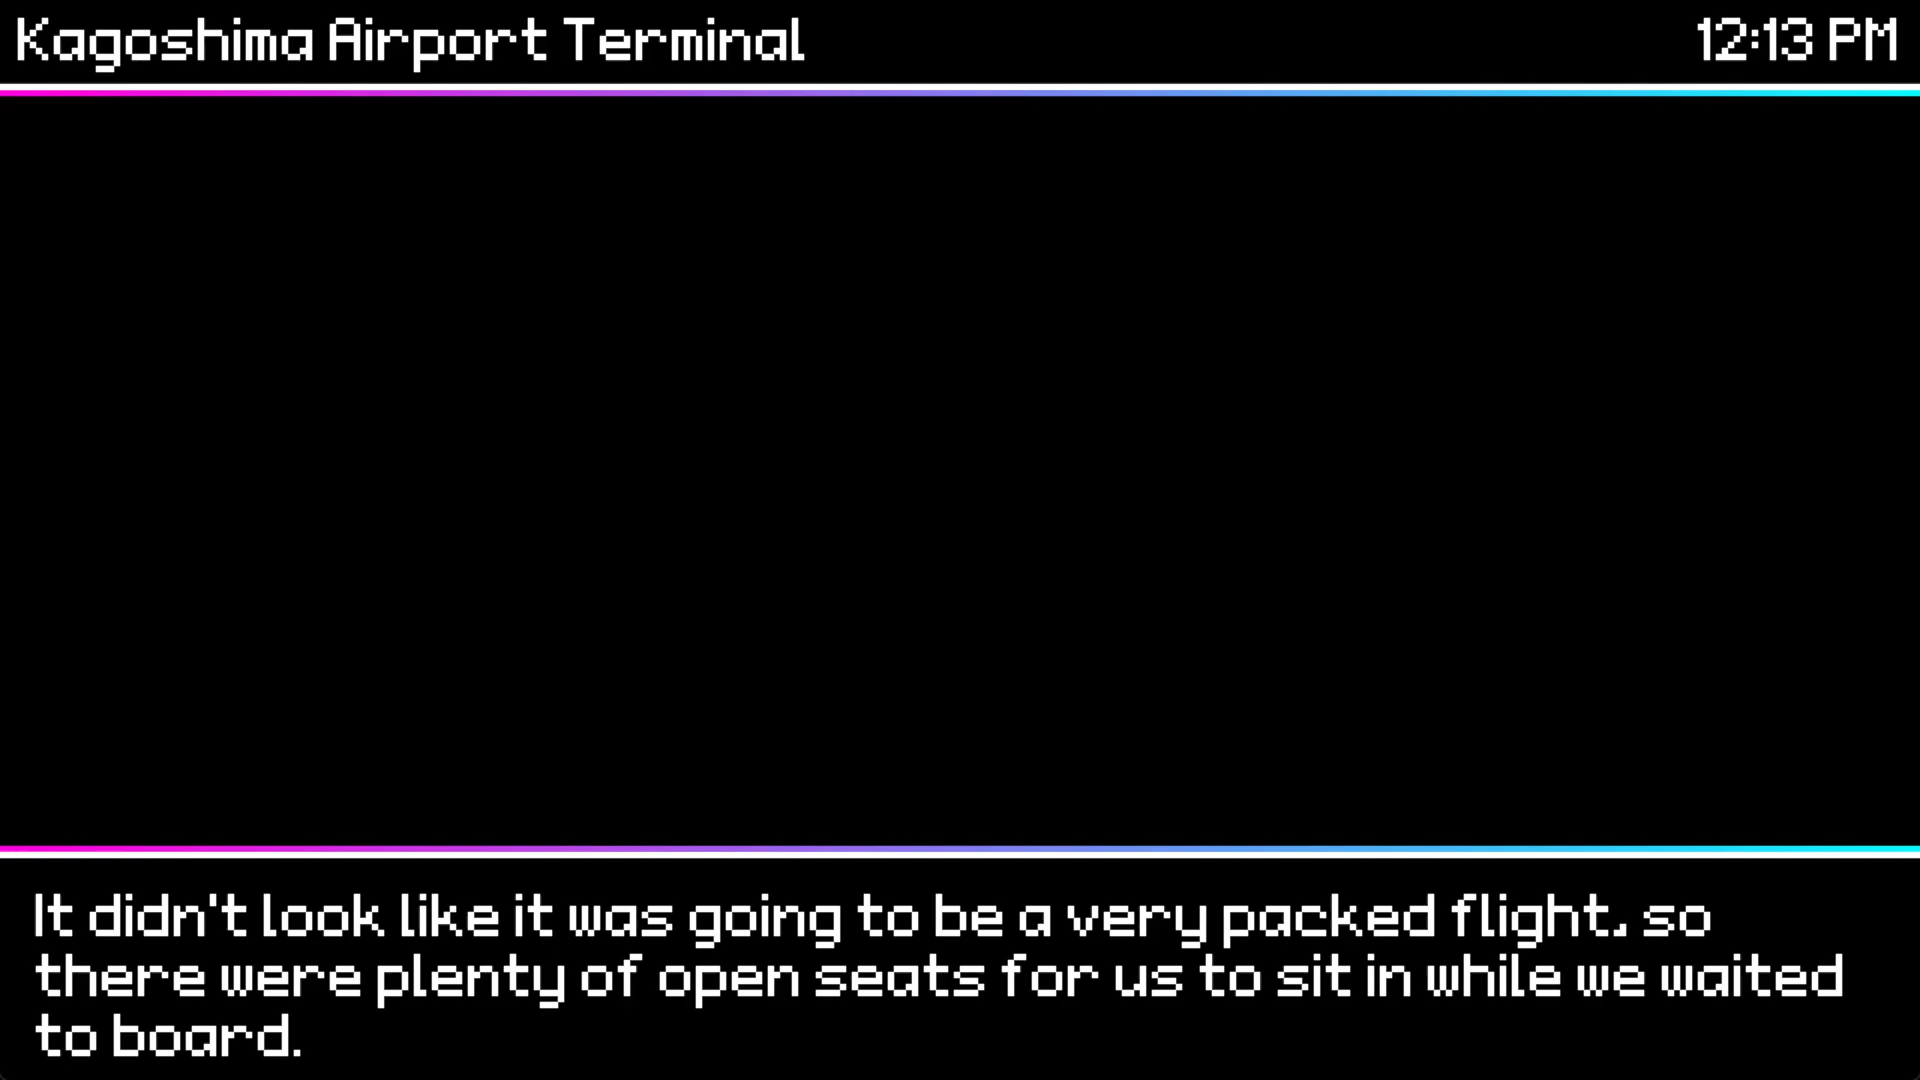 Kagoshima Airport Terminal
12:13 PM
It didn't look like it was going to be a very packed flight, so
there were plenty of open seats for us to sit in while we waited
to board.